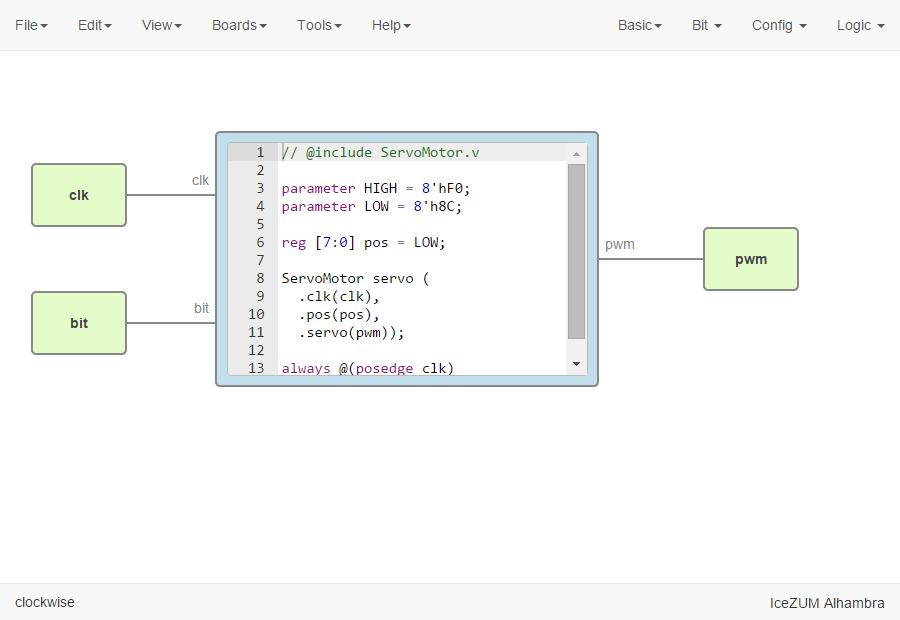 File Edit View Boards Tools Help Basic Bit Config Logic
clk
clk
bit
bit
1 // @include ServoMotor.v
2
3 parameter HIGH = 8'hF0;
4 parameter LOW = 8'h8C;
5
6 reg [7:0] pos = LOW;
7
8 ServoMotor servo (
9 .clk(clk),
10 .pos(pos),
11 .servo(pwm));
12
13 always @(posedge clk)
pwm
pwm
clockwise
IceZUM Alhambra